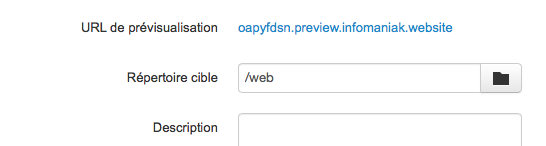 URL de prévisualisation oapyfdsn.preview.infomaniak.website
Répertoire cible /web
Description